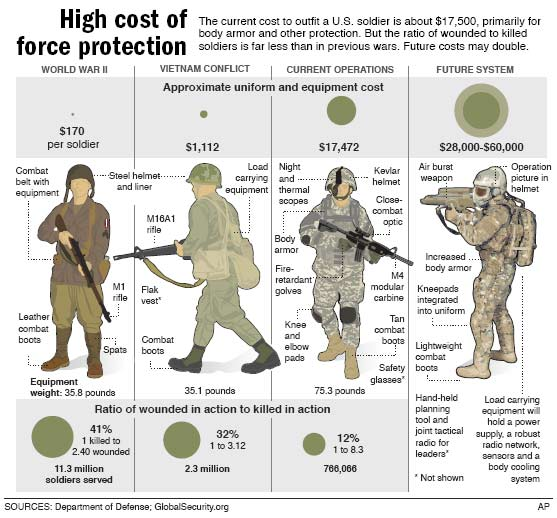 High cost of
force protection
The current cost to outfit a U.S. soldier is about $17,500, primarily for
body armor and other protection. But the ratio of wounded to killed
soldiers is far less than in previous wars. Future costs may double.
WORLD WAR II
VIETNAM CONFLICT
CURRENT OPERATIONS
FUTURE SYSTEM
Approximate uniform and equipment cost
$170
per soldier
$1,112
$17,472
$28,000-$60,000
Combat
belt with
equipment
Steel helmet
and liner
M1
rifle
Leather
combat
boots
Spats
Equipment
weight: 35.8 pounds
Load
carrying
equipment
M16A1
rifle
Flak
vest*
Combat
boots
35.1 pounds
Night
and
thermal
scopes
Kevlar
helmet
Close-
combat
optic
Body
armor
Fire-
retardant
golves
M4
modular
carbine
Knee
and
elbow
pads
Tan
combat
boots
Safety
glasses*
75.3 pounds
Air burst
weapon
Operation
picture in
helmet
Increased
body armor
Kneepads
integrated
into uniform
Lightweight
combat
boots
Hand-held
planning
tool and
joint tactical
radio for
leaders*
* Not shown
Load carrying
equipment will
hold a power
supply, a robust
radio network,
sensors and a
body cooling
system
Ratio of wounded in action to killed in action
41%
1 killed to
2.40 wounded
11.3 million
soldiers served
32%
1 to 3.12
2.3 million
12%
1 to 8.3
766,066
SOURCES: Department of Defense; GlobalSecurity.org
AP